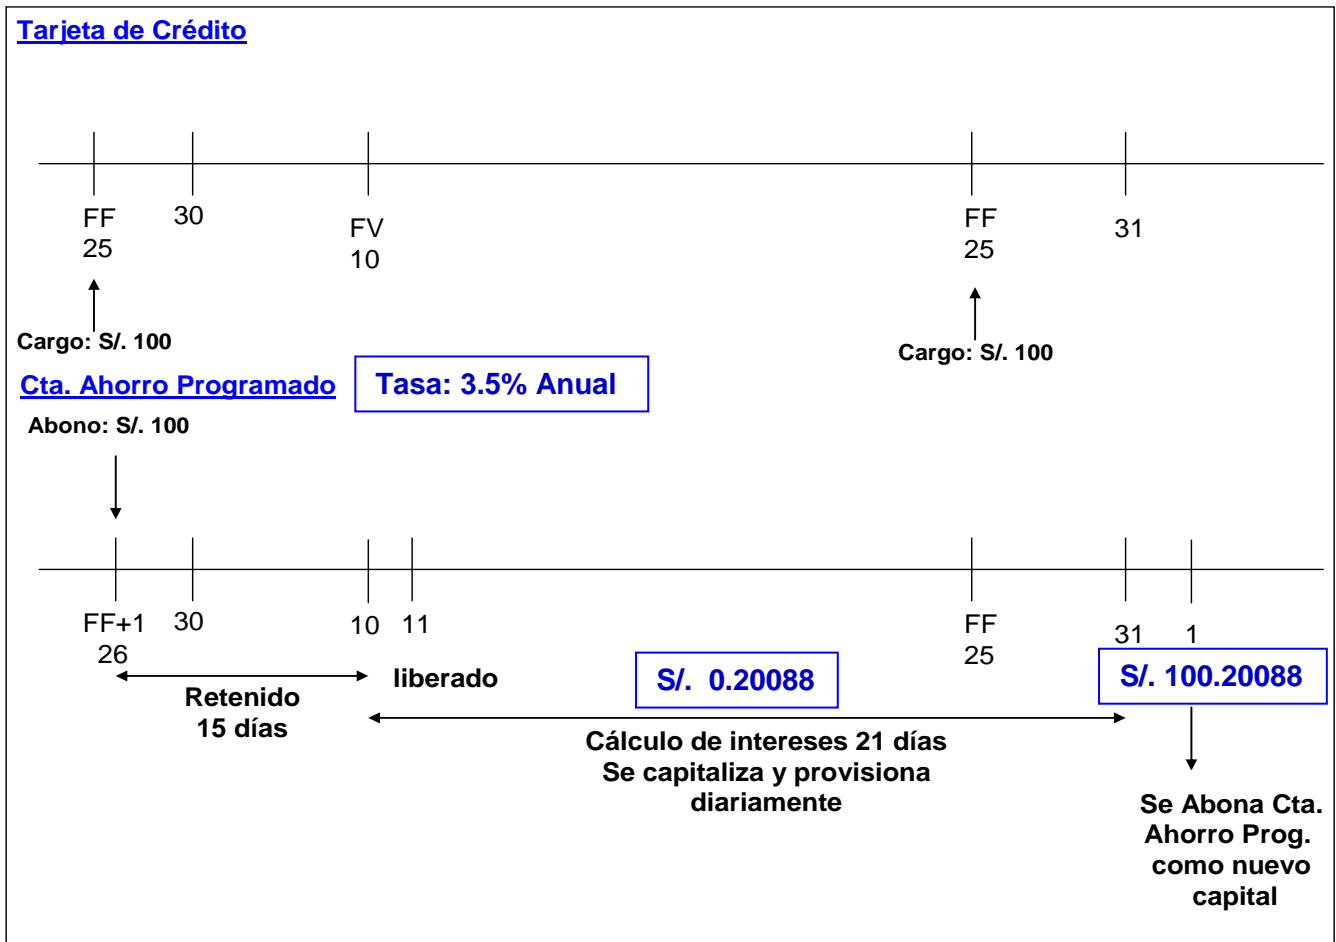 Tarjeta de Crédito
FF
25
30
FV
10
FF
25
31
Cargo: S/. 100
Cargo: S/. 100
Cta. Ahorro Programado
Tasa: 3.5% Anual
Abono: S/. 100
FF+1
26
30
10
11
FF
25
31
1
Retenido
15 días
liberado
S/. 0.20088
S/. 100.20088
Cálculo de intereses 21 días
Se capitaliza y provisiona
diariamente
Se Abona Cta.
Ahorro Prog.
como nuevo
capital